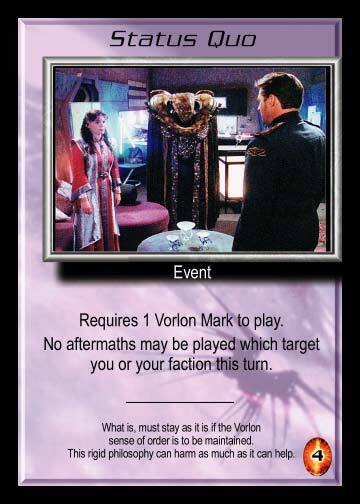 Status Quo
Event
Requires 1 Vorlon Mark to play.
No aftermaths may be played which target
you or your faction this turn.
What is, must stay as it is if the Vorlon
sense of order is to be maintained.
This rigid philosophy can harm as much as it can help.
4